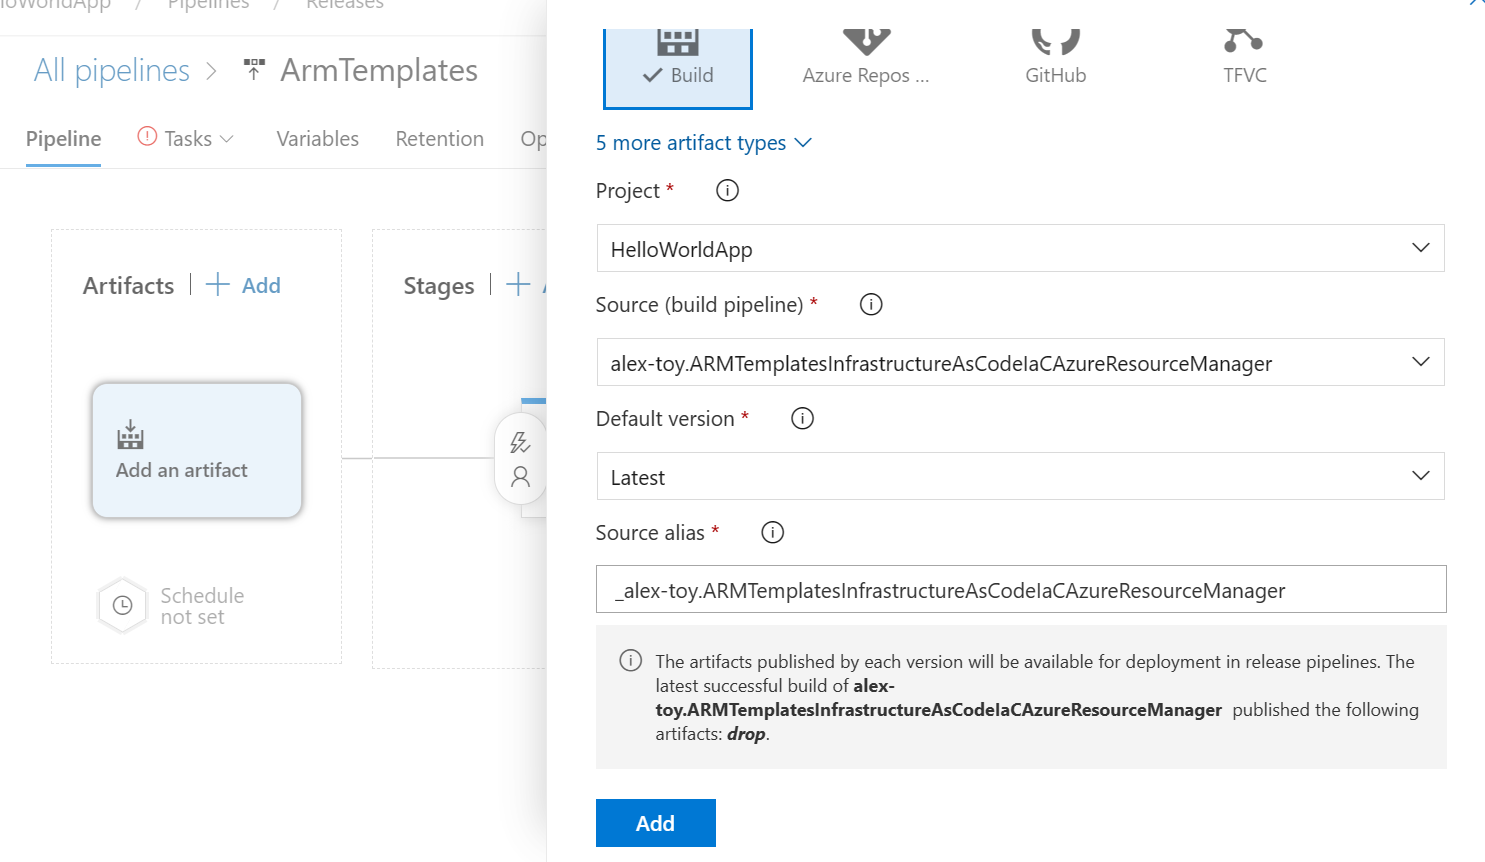 HelloWorldApp / Pipelines / Releases
All pipelines > ArmTemplates
Pipeline Tasks Variables Retention
Artifacts | + Add
Stages | +
Add an artifact
Schedule
not set
Build
Azure Repos ...
GitHub
TFVC
5 more artifact types
Project *
HelloWorldApp
Source (build pipeline) *
alex-toy.ARMTemplatesInfrastructureAsCodeIaCAzureResourceManager
Default version *
Latest
Source alias *
_alex-toy.ARMTemplatesInfrastructureAsCodeIaCAzureResourceManager
The artifacts published by each version will be available for deployment in release pipelines. The
latest successful build of alex-
toy.ARMTemplatesInfrastructureAsCodeIaCAzureResourceManager published the following
artifacts: drop.
Add